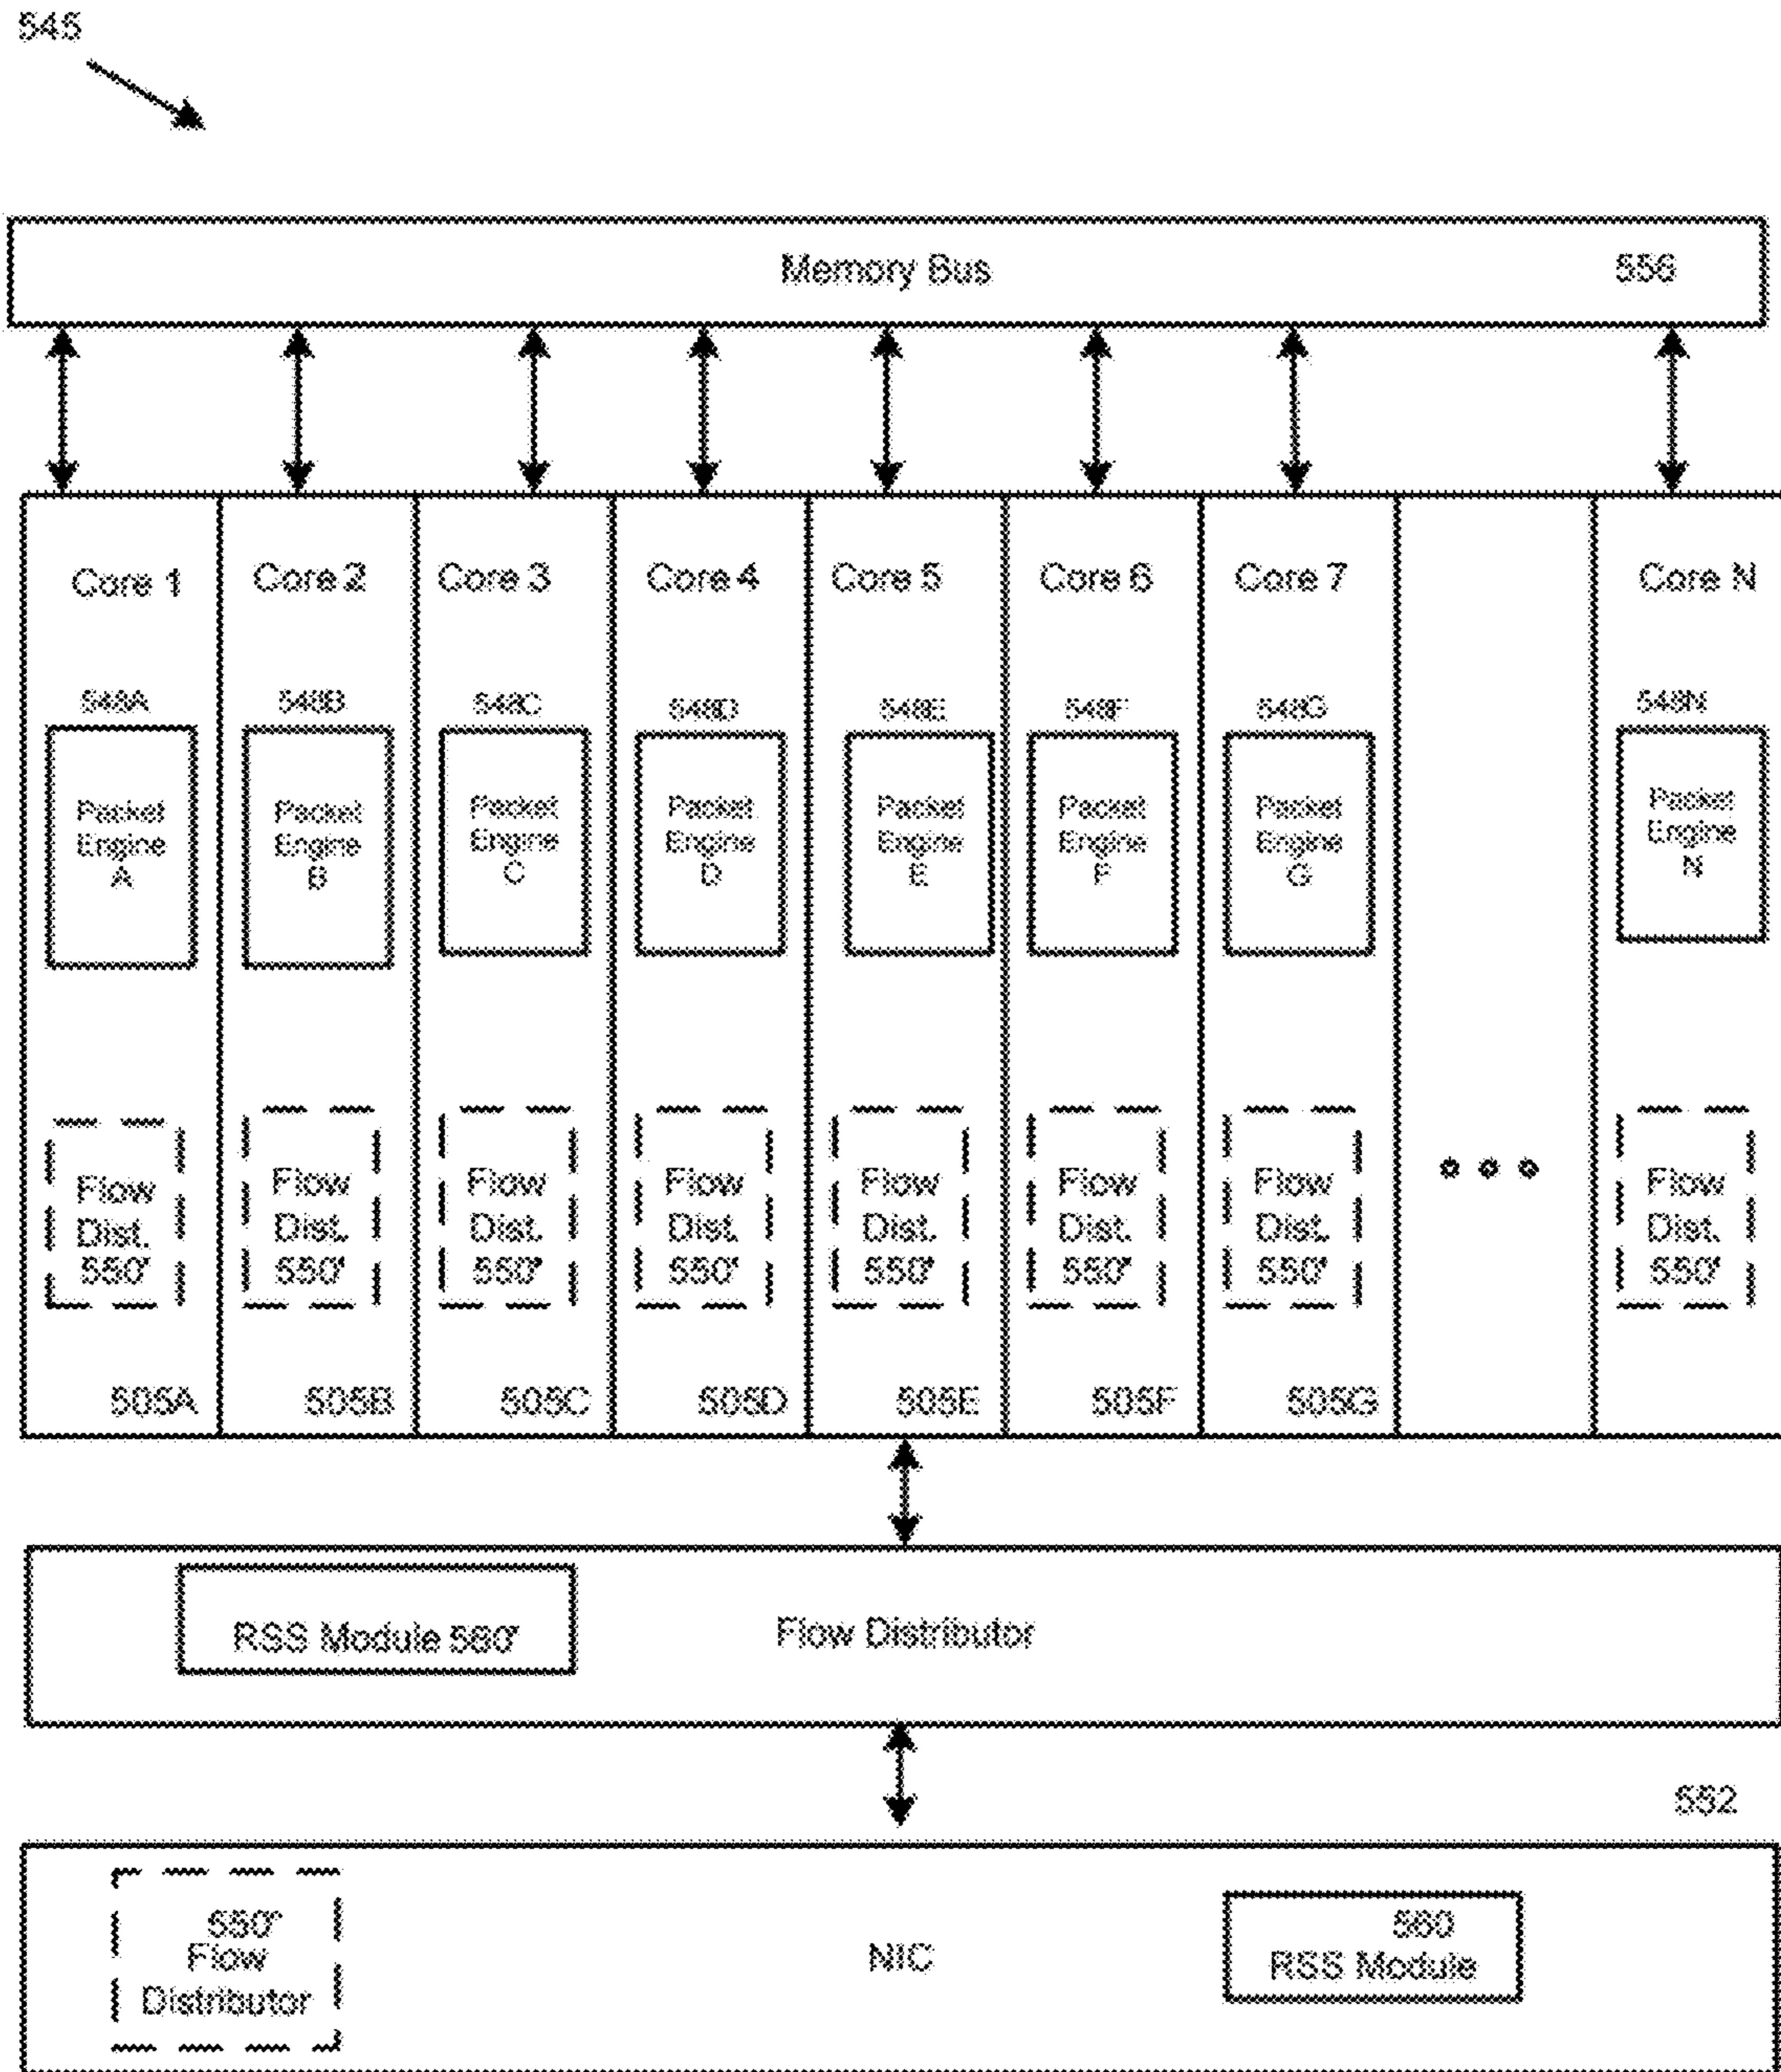 545
Memory Bus 556
Core 1 Core 2 Core 3 Core 4 Core 5 Core 6 Core 7 Core N
548A 548B 548C 548D 548E 548F 548G 548N
Packet Packet Packet Packet Packet Packet Packet Packet
Engine Engine Engine Engine Engine Engine Engine Engine
A B C D E F G N
Flow Flow Flow Flow Flow Flow Flow Flow
Dist. Dist. Dist. Dist. Dist. Dist. Dist. Dist.
550' 550' 550' 550' 550' 550' 550' 550'
505A 505B 505C 505D 505E 505F 505G
RSS Module 560' Flow Distributor
552
550" 560
Flow NIC RSS Module
Distributor